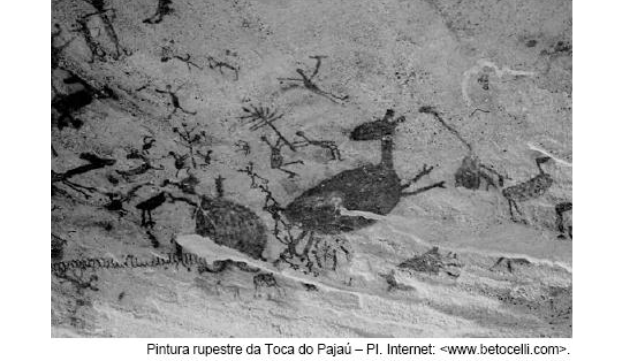 Pintura rupestre da Toca do Pajaú – PI. Internet: <www.betocelli.com>.